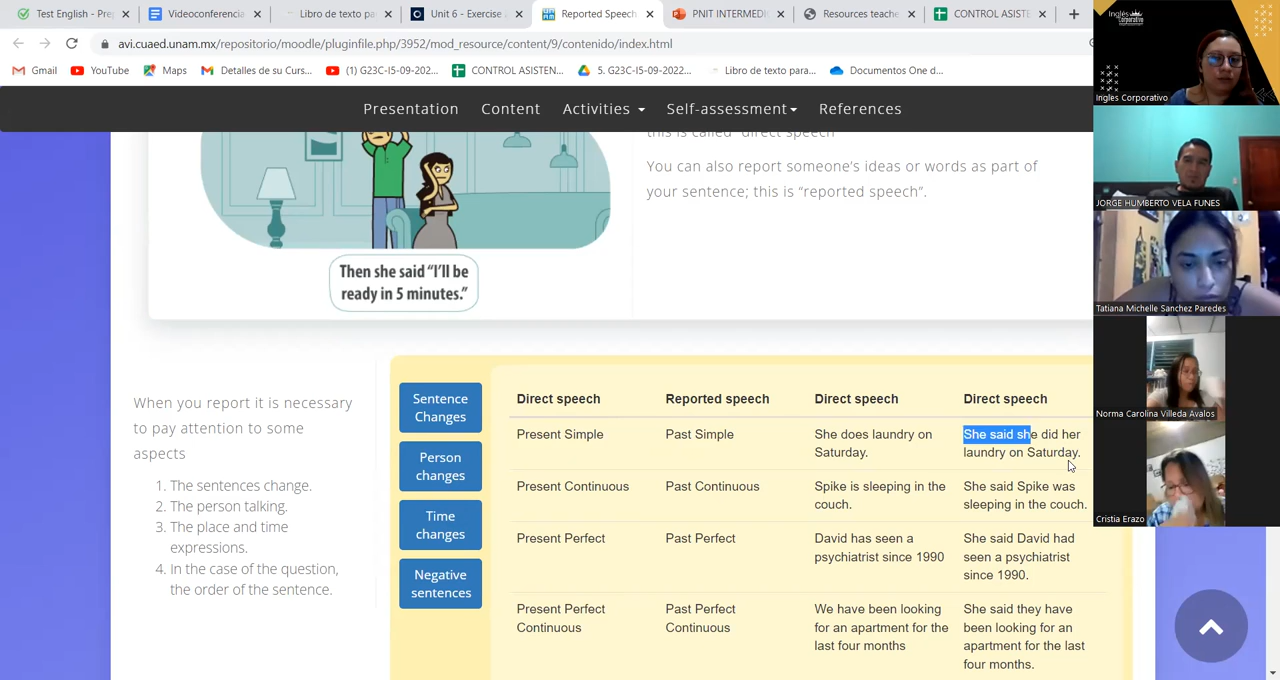 Test English - Pre
Videoconferencia
Libro de texto pa
Unit 6 - Exercise
Reported Speech
PNIT INTERMEDI
Resources teache
CONTROL ASIST
avi.cuaed.unam.mx/repositorio/moodle/pluginfile.php/3952/mod_resource/content/9/contenido/index.html
Gmail
YouTube
Maps
Detalles de su Curs...
(1) G23C-I5-09-202...
CONTROL ASISTEN...
5. G23C-I5-09-2022...
Libro de texto para...
Documentos One d...
Presentation Content Activities Self-assessment References
this is called "direct speech"
You can also report someone's ideas or words as part of
your sentence; this is "reported speech".
Then she said "I'll be
ready in 5 minutes."
When you report it is necessary
to pay attention to some
aspects
1. The sentences change.
2. The person talking.
3. The place and time
expressions.
4. In the case of the question,
the order of the sentence.
Sentence
Changes
Person
changes
Time
changes
Negative
sentences
Direct speech Reported speech Direct speech Direct speech
Present Simple
Past Simple
She does laundry on
Saturday.
She said she did her
laundry on Saturday.
Present Continuous
Past Continuous
Spike is sleeping in the
couch.
She said Spike was
sleeping in the couch.
Present Perfect
Past Perfect
David has seen a
psychiatrist since 1990
She said David had
seen a psychiatrist
since 1990.
Present Perfect
Continuous
Past Perfect
Continuous
We have been looking
for an apartment for the
last four months
She said they have
been looking for an
apartment for the last
four months.
Inglés
Corporativo
Ingles Corporativo
JORGE HUMBERTO VELA FUNES
Tatiana Michelle Sanchez Paredes
Norma Carolina Villeda Avalos
Cristia Erazo